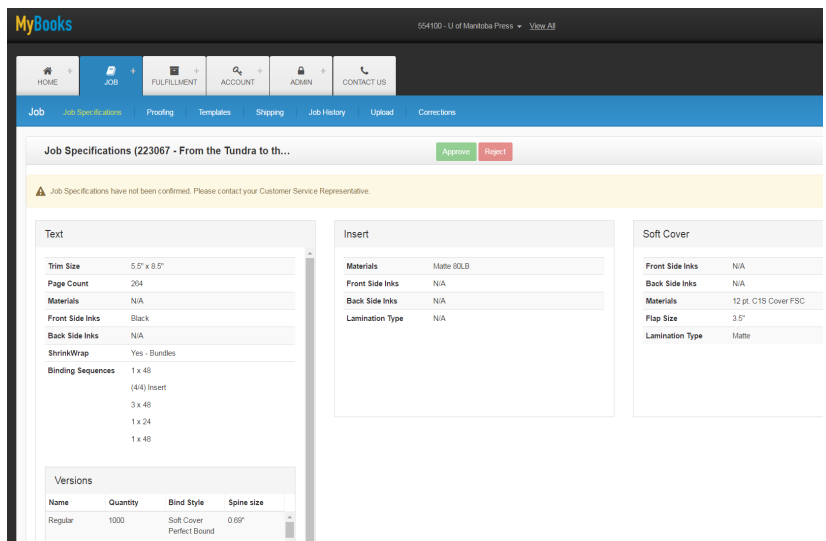 MyBooks
554100 - U of Manitoba Press View All
HOME + JOB + FULFILLMENT + ACCOUNT + ADMIN + CONTACT US
Job Job Specifications Proofing Templates Shipping Job History Upload Corrections
Job Specifications (223067 - From the Tundra to th...
Approve Reject
Job Specifications have not been confirmed. Please contact your Customer Service Representative.
Text
Trim Size 5.5" x 8.5"
Page Count 264
Materials N/A
Front Side Inks Black
Back Side Inks N/A
ShrinkWrap Yes - Bundles
Binding Sequences 1 x 48
(4/4) Insert
3 x 48
1 x 24
1 x 48
Versions
Name Quantity Bind Style Spine size
Regular 1000 Soft Cover 0.69"
Perfect Bound
Insert
Materials Matte 80LB
Front Side Inks N/A
Back Side Inks N/A
Lamination Type N/A
Soft Cover
Front Side Inks N/A
Back Side Inks N/A
Materials 12 pt. C1S Cover FSC
Flap Size 3.5"
Lamination Type Matte